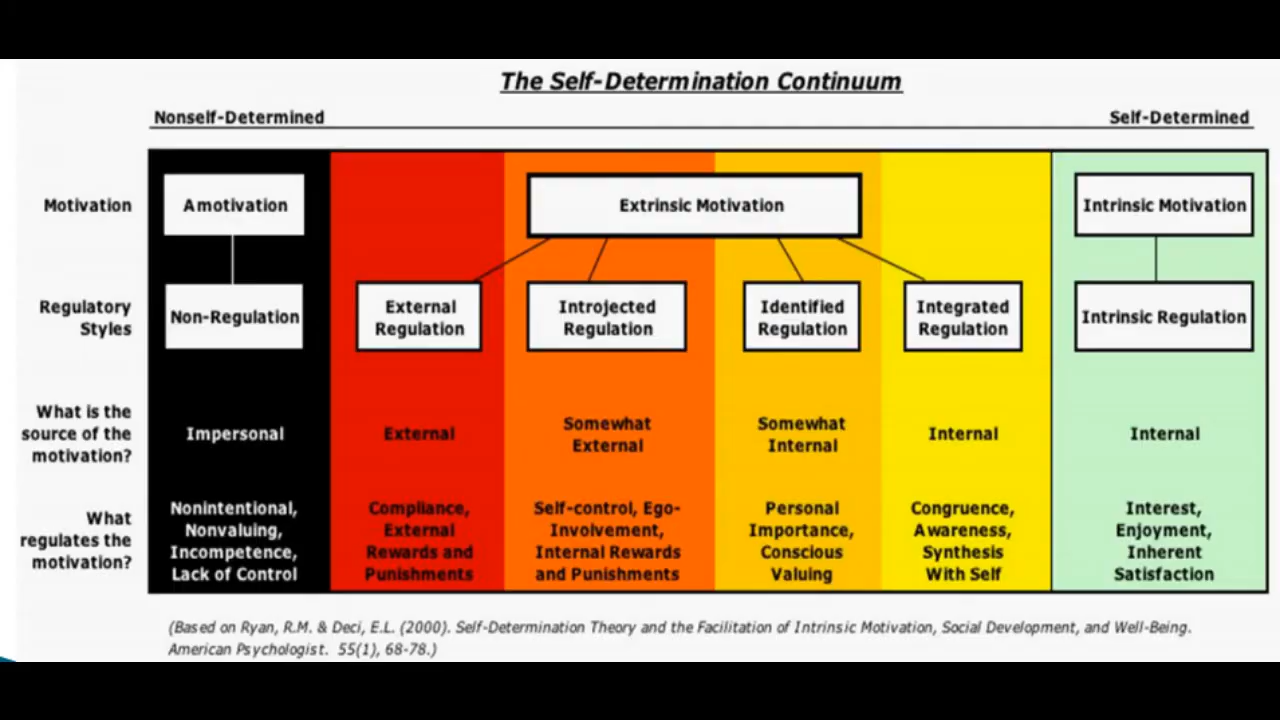 The Self-Determination Continuum
Nonself-Determined
Self-Determined
Motivation
Amotivation
Extrinsic Motivation
Intrinsic Motivation
Regulatory
Styles
Non-Regulation
External
Regulation
Introjected
Regulation
Identified
Regulation
Integrated
Regulation
Intrinsic Regulation
What is the
source of the
motivation?
Impersonal
External
Somewhat
External
Somewhat
Internal
Internal
Internal
What
regulates the
motivation?
Nonintentional,
Nonvaluing,
Incompetence,
Lack of Control
Compliance,
External
Rewards and
Punishments
Self-control, Ego-
Involvement,
Internal Rewards
and Punishments
Personal
Importance,
Conscious
Valuing
Congruence,
Awareness,
Synthesis
With Self
Interest,
Enjoyment,
Inherent
Satisfaction
(Based on Ryan, R.M. & Deci, E.L. (2000). Self-Determination Theory and the Facilitation of Intrinsic Motivation, Social Development, and Well-Being.
American Psychologist. 55(1), 68-78.)